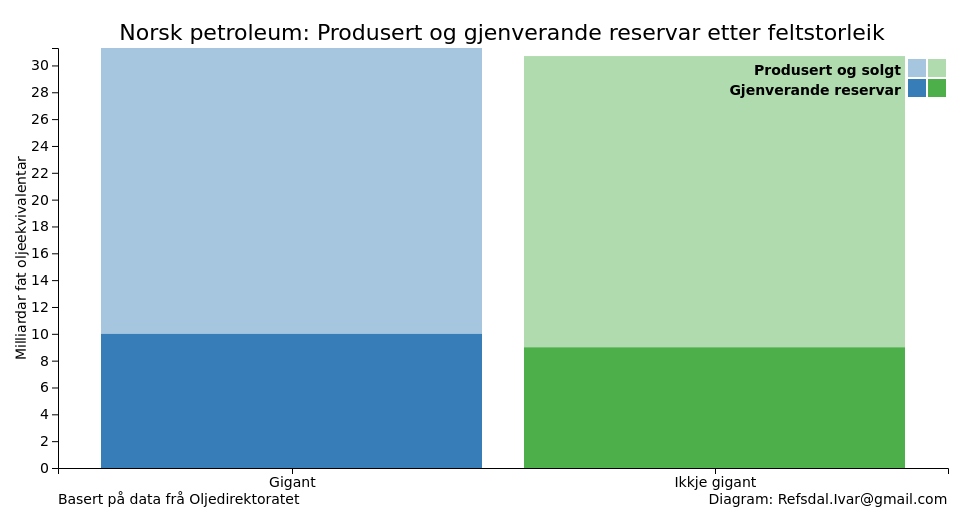 Norsk petroleum: Produsert og gjenverande reservar etter feltstorleik
Produsert og solgt
Gjenverande reservar
Milliardar fat oljeekvivalentar
30
28
26
24
22
20
18
16
14
12
10
8
6
4
2
0
Gigant
Ikkje gigant
Basert på data frå Oljedirektoratet
Diagram: Refsdal.Ivar@gmail.com